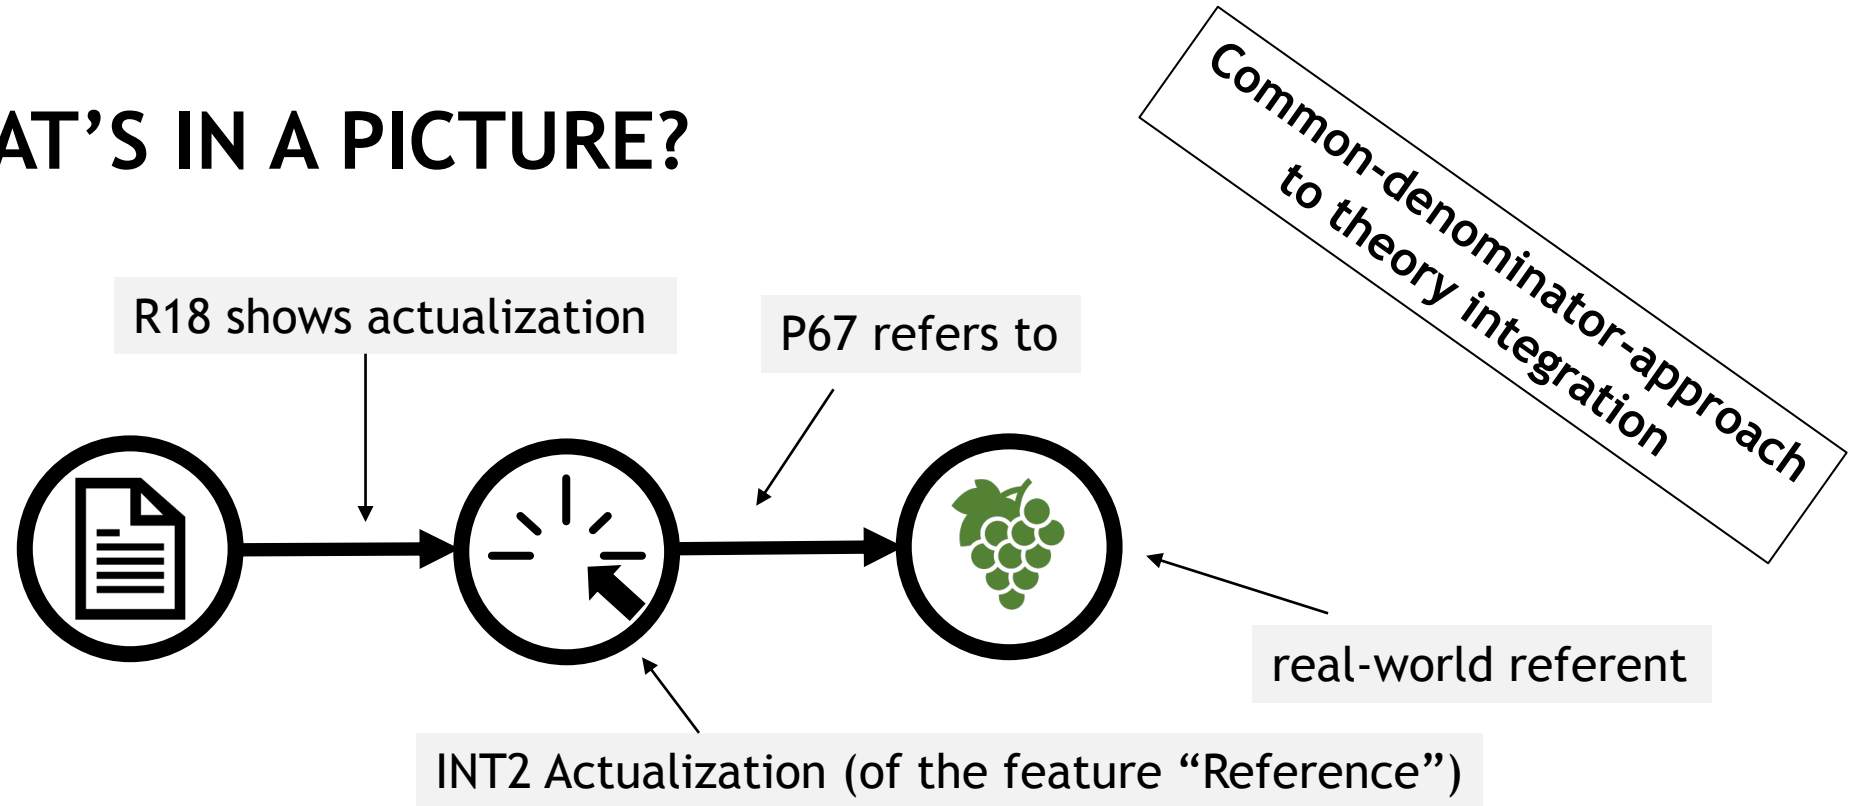 AT’S IN A PICTURE?
Common-denominator-approach
to theory integration
R18 shows actualization
P67 refers to
real-world referent
INT2 Actualization (of the feature “Reference”)